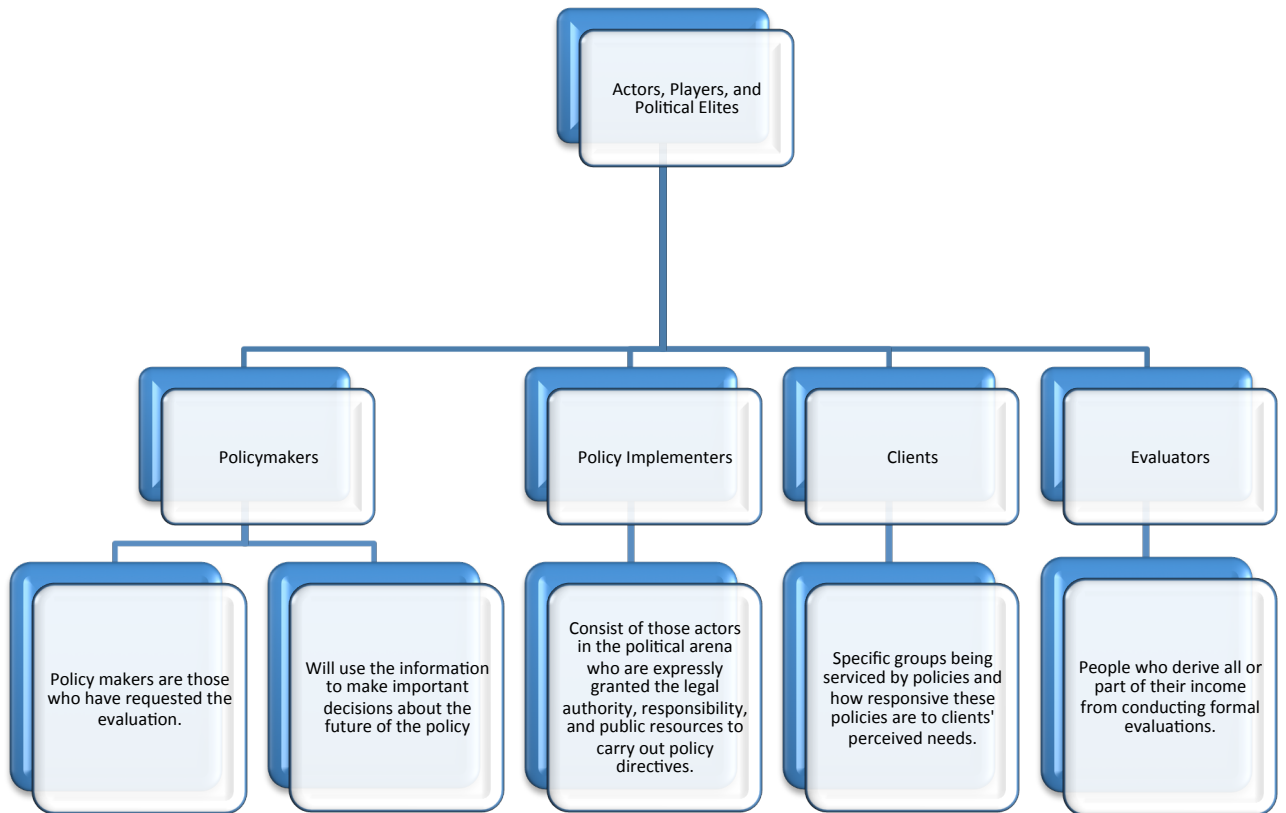 Actors, Players, and
Political Elites
Policymakers
Policy Implementers
Clients
Evaluators
Policy makers are those
who have requested the
evaluation.
Will use the information
to make important
decisions about the
future of the policy
Consist of those actors
in the political arena
who are expressly
granted the legal
authority, responsibility,
and public resources to
carry out policy
directives.
Specific groups being
serviced by policies and
how responsive these
policies are to clients'
perceived needs.
People who derive all or
part of their income
from conducting formal
evaluations.